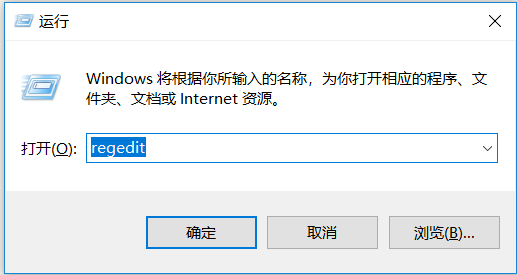 运行
Windows 将根据你所输入的名称，为你打开相应的程序、文
件夹、文档或 Internet 资源。
打开(O): regedit
确定 取消 浏览(B)...